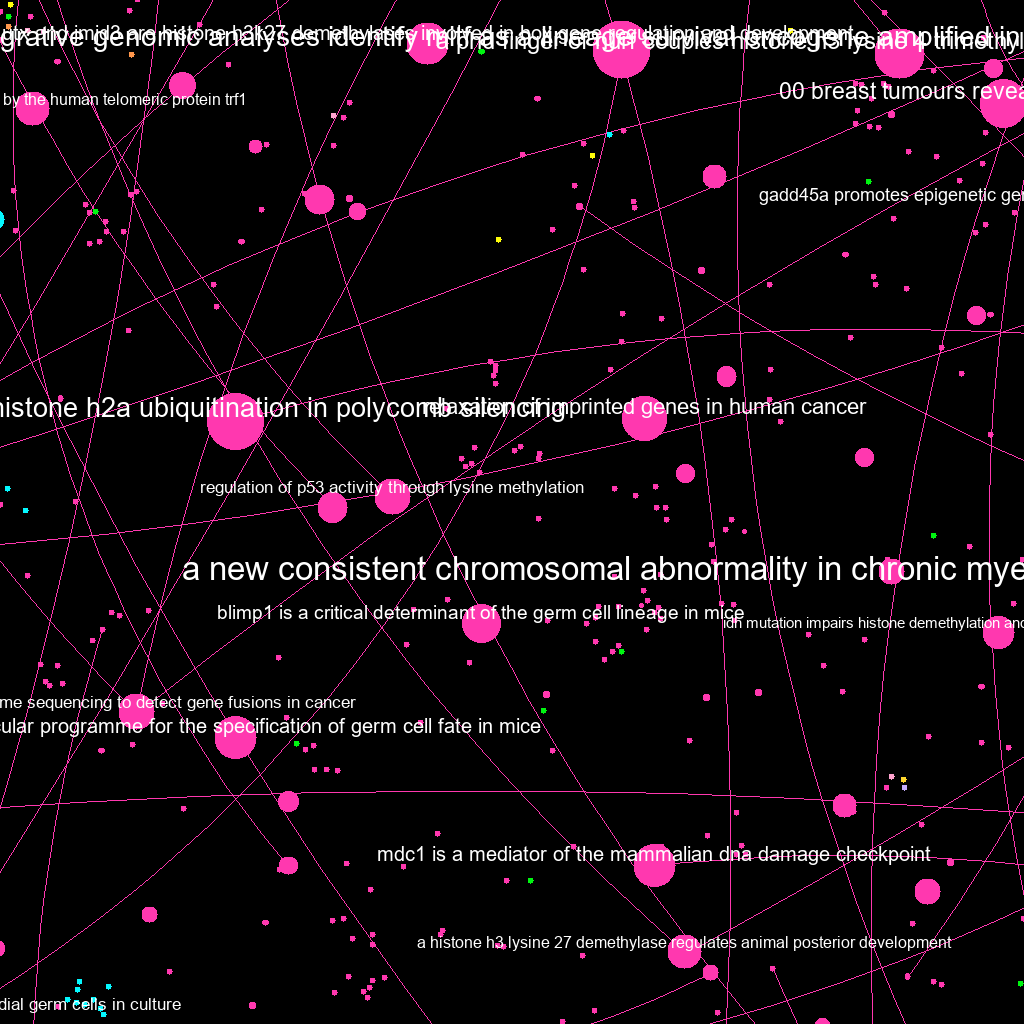 utx and jmjd3 are histone h3k27 demethylases involved in hox gene regulation and development
grative genomic analyses identify
finger of couples histone h3 lysine 4 trimethyl
amplified in
00 breast tumours revea
by the human telomeric protein trf1
gadd45a promotes epigenetic ge
histone h2a ubiquitination in polycomb silencing
relaxation of imprinted genes in human cancer
regulation of p53 activity through lysine methylation
a new consistent chromosomal abnormality in chronic mye
blimp1 is a critical determinant of the germ cell lineage in mice
idh mutation impairs histone demethylation and
me sequencing to detect gene fusions in cancer
cular programme for the specification of germ cell fate in mice
mdc1 is a mediator of the mammalian dna damage checkpoint
a histone h3 lysine 27 demethylase regulates animal posterior development
dial germ cells in culture